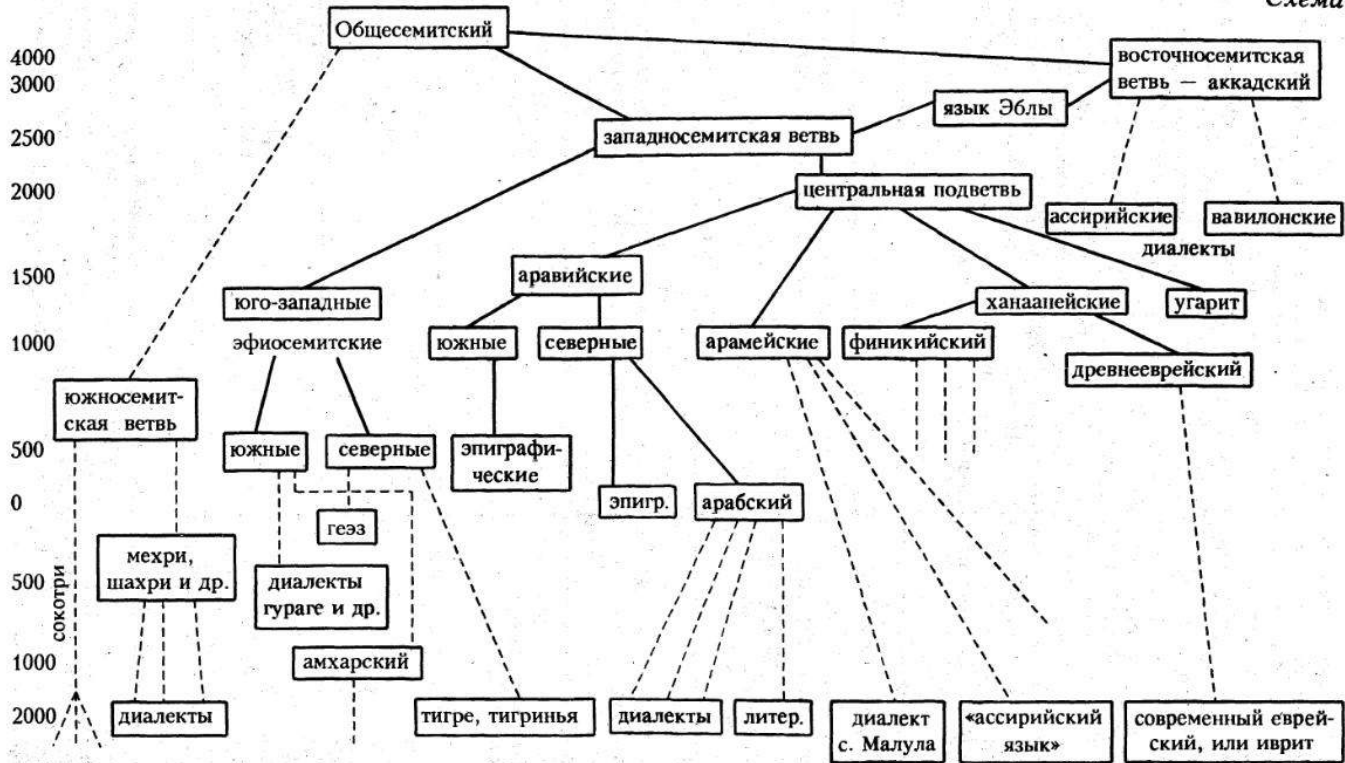 Схема
Общесемитский
4000
3000
восточносемитская
ветвь — аккадский
язык Эблы
2500
западносемитская ветвь
2000
центральная подветвь
ассирийские
вавилонские
диалекты
1500
аравийские
юго-западные
ханаанейские
угарит
1000
эфиосемитские
южные
северные
арамейские
финикийский
древнееврейский
южносемит-
ская ветвь
500
южные
северные
эпиграфи-
ческие
0
эпигр.
арабский
геэз
мехри,
шахри и др.
500
сокотри
диалекты
гураге и др.
1000
амхарский
2000
диалекты
тигре, тигринья
диалекты
литер.
диалект
с. Малула
«ассирийский
язык»
современный еврей-
ский, или иврит